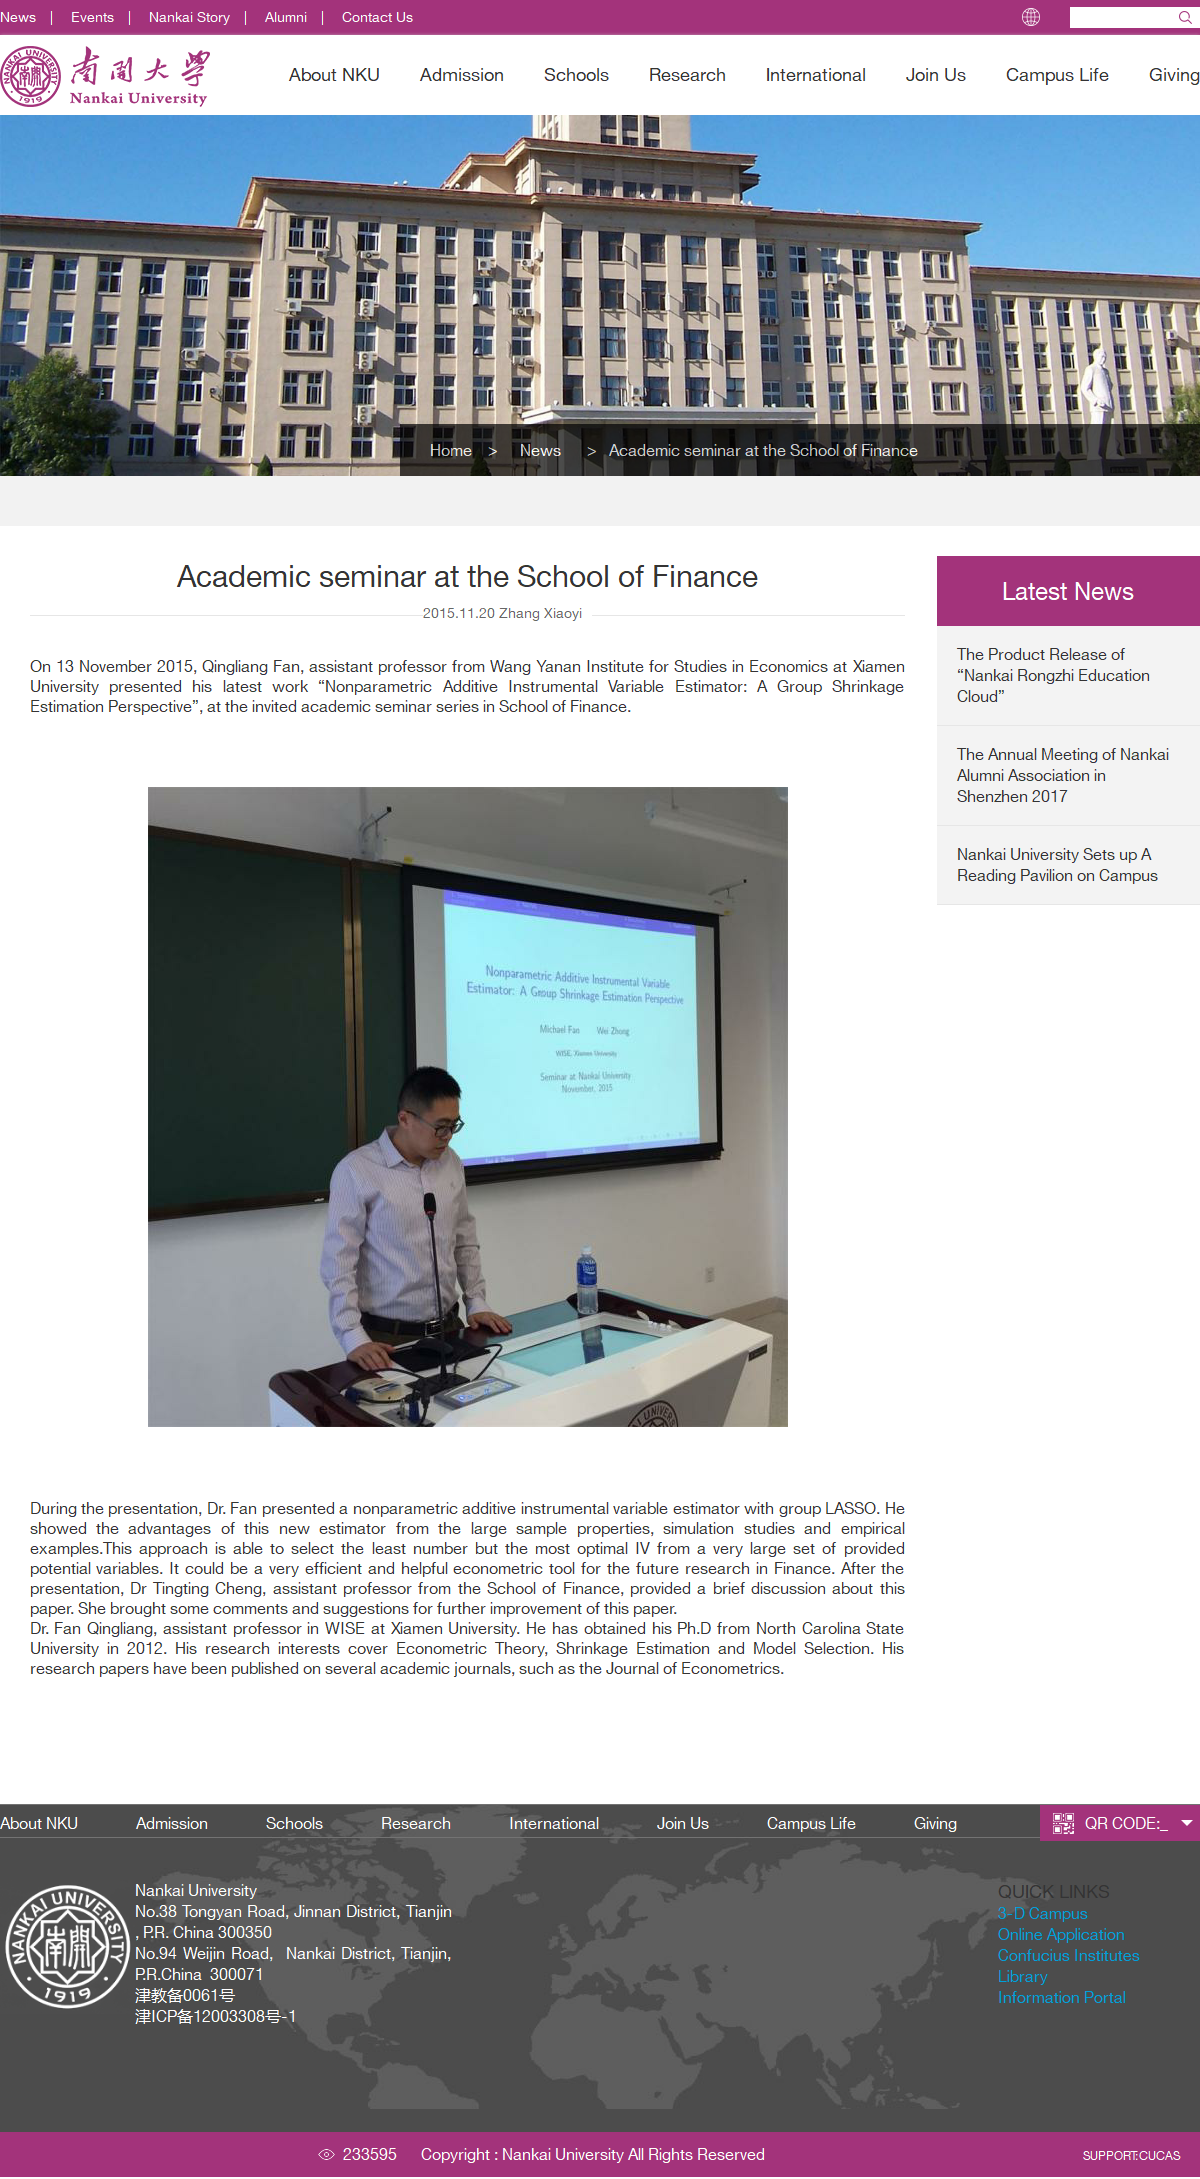 News | Events | Nankai Story | Alumni | Contact Us
NANKAI UNIVERSITY
1919
南開大學
Nankai University
About NKU Admission Schools Research International Join Us Campus Life Giving
Home > News > Academic seminar at the School of Finance
Academic seminar at the School of Finance
2015.11.20 Zhang Xiaoyi
On 13 November 2015, Qingliang Fan, assistant professor from Wang Yanan Institute for Studies in Economics at Xiamen
University presented his latest work “Nonparametric Additive Instrumental Variable Estimator: A Group Shrinkage
Estimation Perspective”, at the invited academic seminar series in School of Finance.
Latest News
The Product Release of
“Nankai Rongzhi Education
Cloud”
The Annual Meeting of Nankai
Alumni Association in
Shenzhen 2017
Nankai University Sets up A
Reading Pavilion on Campus
Nonparametric Additive Instrumental Variable
Estimator: A Group Shrinkage Estimation Perspective
Michael Fan Wei Zhong
WISE, Xiamen University
Seminar at Nankai University
November, 2015
During the presentation, Dr. Fan presented a nonparametric additive instrumental variable estimator with group LASSO. He
showed the advantages of this new estimator from the large sample properties, simulation studies and empirical
examples.This approach is able to select the least number but the most optimal IV from a very large set of provided
potential variables. It could be a very efficient and helpful econometric tool for the future research in Finance. After the
presentation, Dr Tingting Cheng, assistant professor from the School of Finance, provided a brief discussion about this
paper. She brought some comments and suggestions for further improvement of this paper.
Dr. Fan Qingliang, assistant professor in WISE at Xiamen University. He has obtained his Ph.D from North Carolina State
University in 2012. His research interests cover Econometric Theory, Shrinkage Estimation and Model Selection. His
research papers have been published on several academic journals, such as the Journal of Econometrics.
About NKU Admission Schools Research International Join Us Campus Life Giving
QR CODE:_
NANKAI UNIVERSITY
南開
1919
Nankai University
No.38 Tongyan Road, Jinnan District, Tianjin
, P.R. China 300350
No.94 Weijin Road, Nankai District, Tianjin,
P.R.China 300071
津教备0061号
津ICP备12003308号-1
QUICK LINKS
3-D Campus
Online Application
Confucius Institutes
Library
Information Portal
233595 Copyright : Nankai University All Rights Reserved
SUPPORT:CUCAS